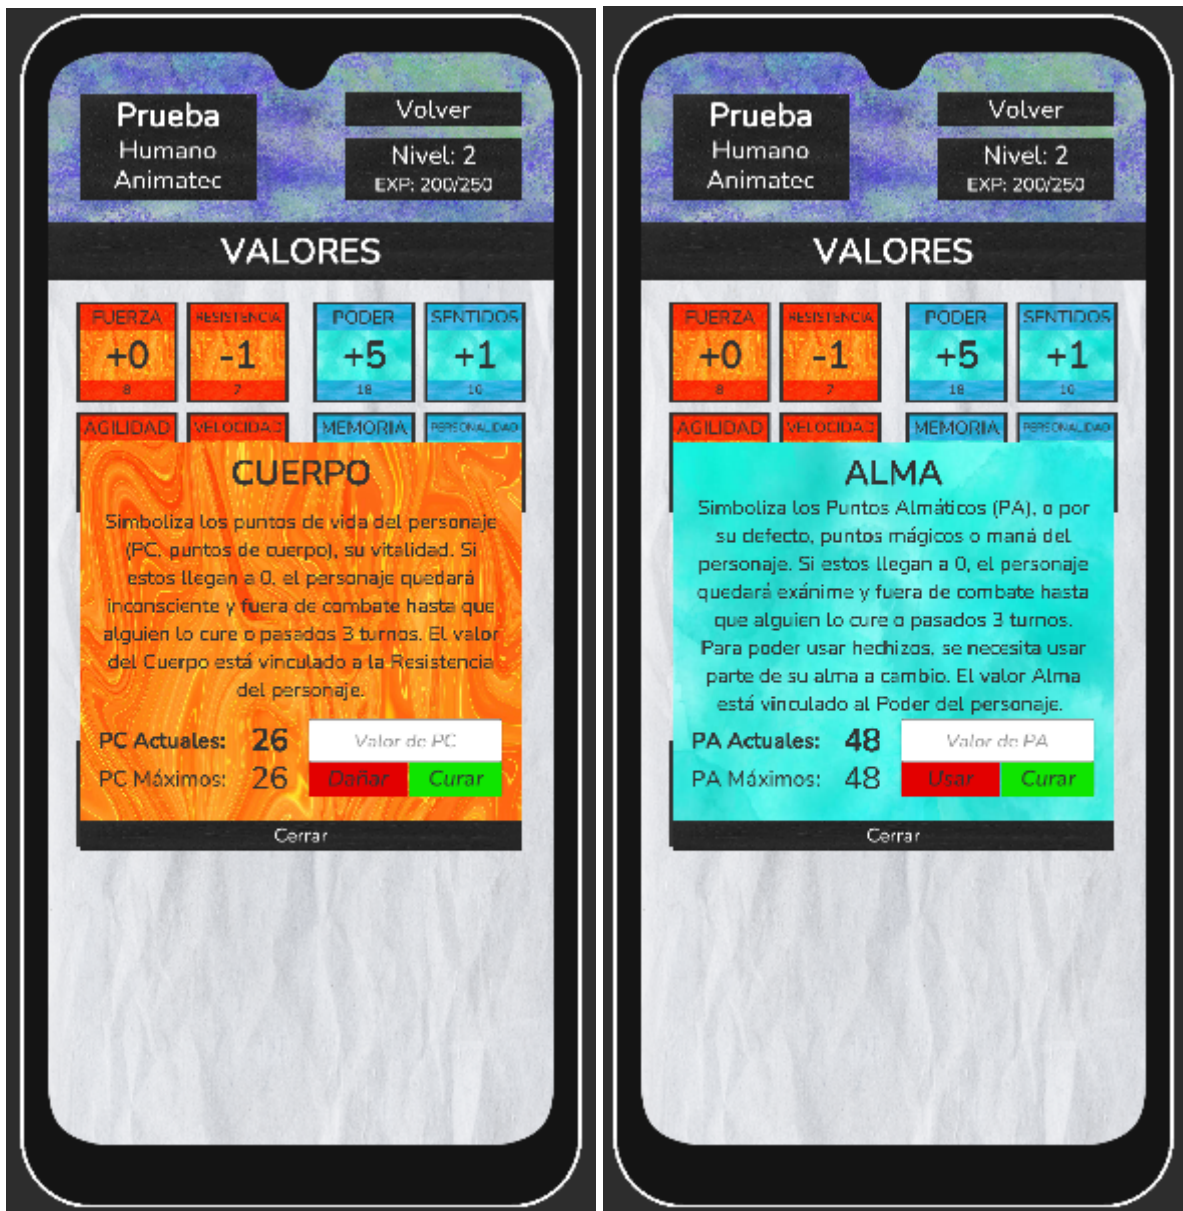 Prueba
Humano
Animatec
Volver
Nivel: 2
EXP: 200/250
VALORES
FUERZA
+0
8
RESISTENCIA
-1
7
PODER
+5
18
SENTIDOS
+1
10
AGILIDAD
VELOCIDAD
MEMORIA
PERSONALIDAD
CUERPO
Simboliza los puntos de vida del personaje
(PC, puntos de cuerpo), su vitalidad. Si
estos llegan a 0, el personaje quedará
inconsciente y fuera de combate hasta que
alguien lo cure o pasados 3 turnos. El valor
del Cuerpo está vinculado a la Resistencia
del personaje.
PC Actuales: 26
Valor de PC
PC Máximos: 26
Dañar
Curar
Cerrar
Prueba
Humano
Animatec
Volver
Nivel: 2
EXP: 200/250
VALORES
FUERZA
+0
8
RESISTENCIA
-1
7
PODER
+5
18
SENTIDOS
+1
10
AGILIDAD
VELOCIDAD
MEMORIA
PERSONALIDAD
ALMA
Simboliza los Puntos Almáticos (PA), o por
su defecto, puntos mágicos o maná del
personaje. Si estos llegan a 0, el personaje
quedará exánime y fuera de combate hasta
que alguien lo cure o pasados 3 turnos.
Para poder usar hechizos, se necesita usar
parte de su alma a cambio. El valor Alma
está vinculado al Poder del personaje.
PA Actuales: 48
Valor de PA
PA Máximos: 48
Usar
Curar
Cerrar